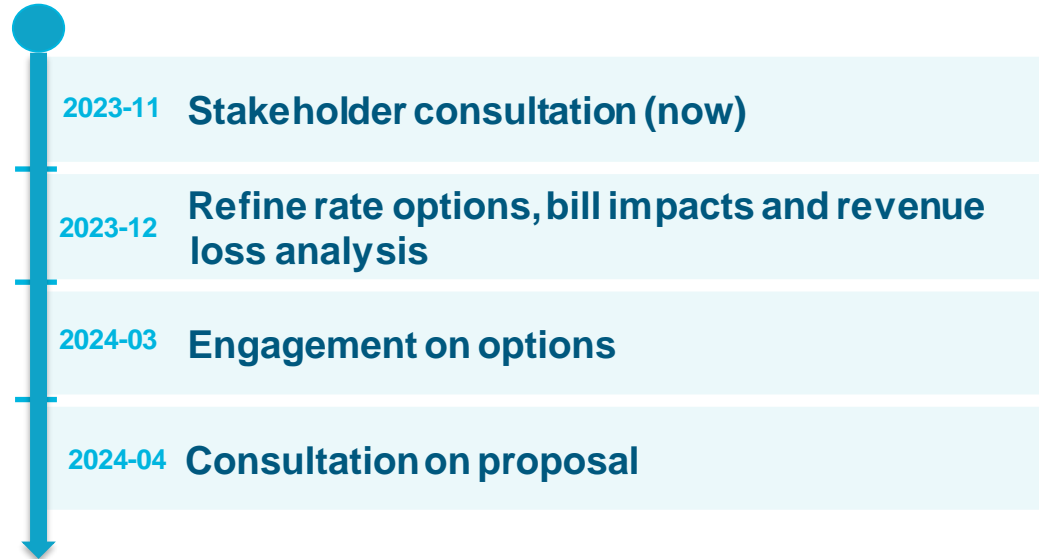 2023-11 Stakeholder consultation (now)
2023-12 Refine rate options, bill impacts and revenue
loss analysis
2024-03 Engagement on options
2024-04 Consultation on proposal